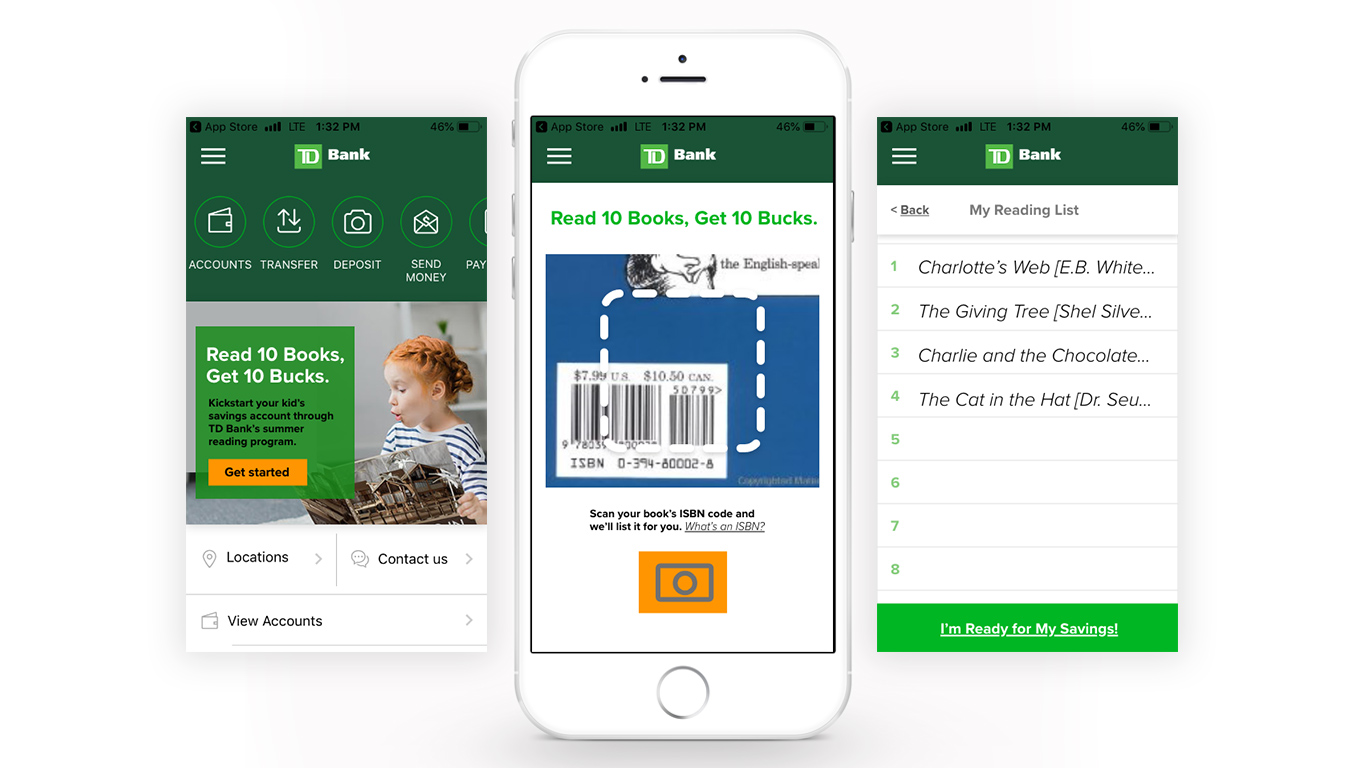 App Store LTE 1:32 PM 46%
TD Bank
ACCOUNTS
TRANSFER
DEPOSIT
SEND
MONEY
PAY
Read 10 Books,
Get 10 Bucks.
Kickstart your kid's
savings account through
TD Bank's summer
reading program.
Get started
Locations
Contact us
View Accounts
App Store LTE 1:32 PM 46%
TD Bank
Read 10 Books, Get 10 Bucks.
the English-speal
$7.99 U.S. $10.50 CAN.
50799>
ISBN 0-394-80002-8
Copyrighted Mate
Scan your book's ISBN code and
we'll list it for you. What's an ISBN?
App Store LTE 1:32 PM 46%
TD Bank
< Back My Reading List
1 Charlotte's Web [E.B. White...
2 The Giving Tree [Shel Silve...
3 Charlie and the Chocolate...
4 The Cat in the Hat [Dr. Seu...
5
6
7
8
I'm Ready for My Savings!